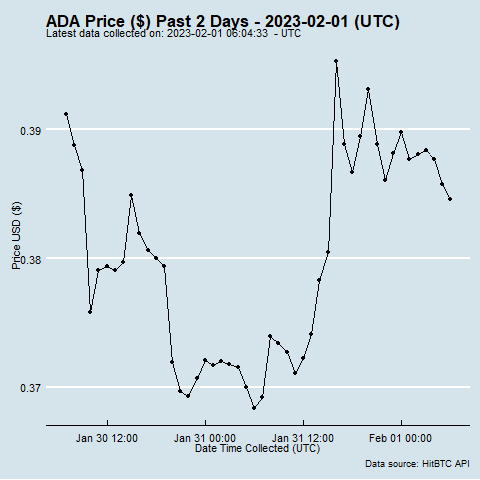 ADA Price ($) Past 2 Days - 2023-02-01 (UTC)
Latest data collected on: 2023-02-01 06:04:33  - UTC
0.39
0.38
0.37
Price USD ($)
Jan 30 12:00
Jan 31 00:00
Jan 31 12:00
Feb 01 00:00
Date Time Collected (UTC)
Data source: HitBTC API